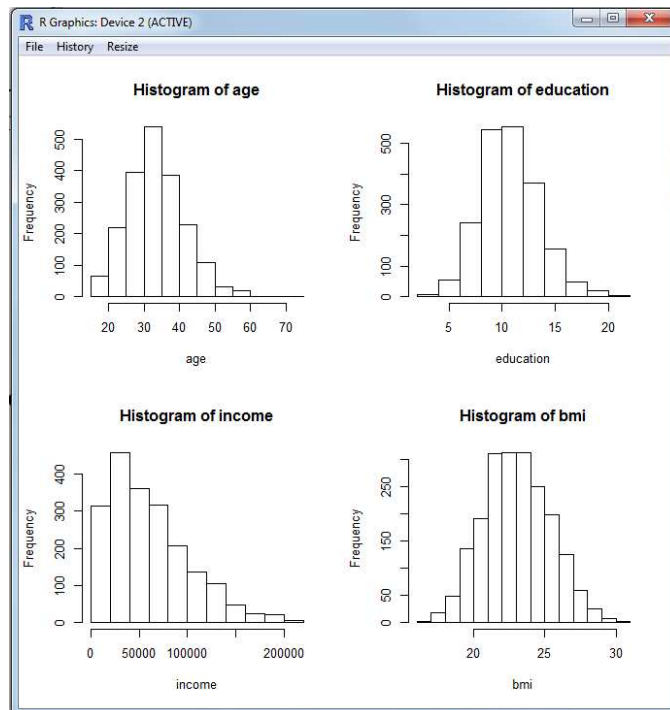 R Graphics: Device 2 (ACTIVE)
File History Resize
Histogram of age
Frequency
0 100 200 300 400 500
20 30 40 50 60 70
age
Histogram of education
Frequency
0 100 300 500
5 10 15 20
education
Histogram of income
Frequency
0 100 200 300 400
0 50000 100000 200000
income
Histogram of bmi
Frequency
0 50 150 250
20 25 30
bmi